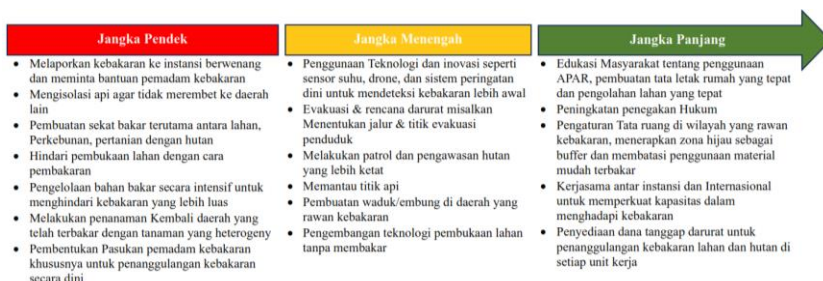 Jangka Pendek
• Melaporkan kebakaran ke instansi berwenang
dan meminta bantuan pemadam kebakaran
• Mengisolasi api agar tidak merembet ke daerah
lain
• Pembuatan sekat bakar terutama antara lahan,
Perkebunan, pertanian dengan hutan
• Hindari pembukaan lahan dengan cara
pembakaran
• Pengelolaan bahan bakar secara intensif untuk
menghindari kebakaran yang lebih luas
• Melakukan penanaman Kembali daerah yang
telah terbakar dengan tanaman yang heterogeny
• Pembentukan Pasukan pemadam kebakaran
khususnya untuk penanggulangan kebakaran
secara dini
Jangka Menengah
• Penggunaan Teknologi dan inovasi seperti
sensor suhu, drone, dan sistem peringatan
dini untuk mendeteksi kebakaran lebih awal
• Evakuasi & rencana darurat misalkan
Menentukan jalur & titik evakuasi
penduduk
• Melakukan patrol dan pengawasan hutan
yang lebih ketat
• Memantau titik api
• Pembuatan waduk/embung di daerah yang
rawan kebakaran
• Pengembangan teknologi pembukaan lahan
tanpa membakar
Jangka Panjang
• Edukasi Masyarakat tentang penggunaan
APAR, pembuatan tata letak rumah yang tepat
dan pengolahan lahan yang tepat
• Peningkatan penegakan Hukum
• Pengaturan Tata ruang di wilayah yang rawan
kebakaran, menerapkan zona hijau sebagai
buffer dan membatasi penggunaan material
mudah terbakar
• Kerjasama antar instansi dan Internasional
untuk memperkuat kapasitas dalam
menghadapi kebakaran
• Penyediaan dana tanggap darurat untuk
penanggulangan kebakaran lahan dan hutan di
setiap unit kerja